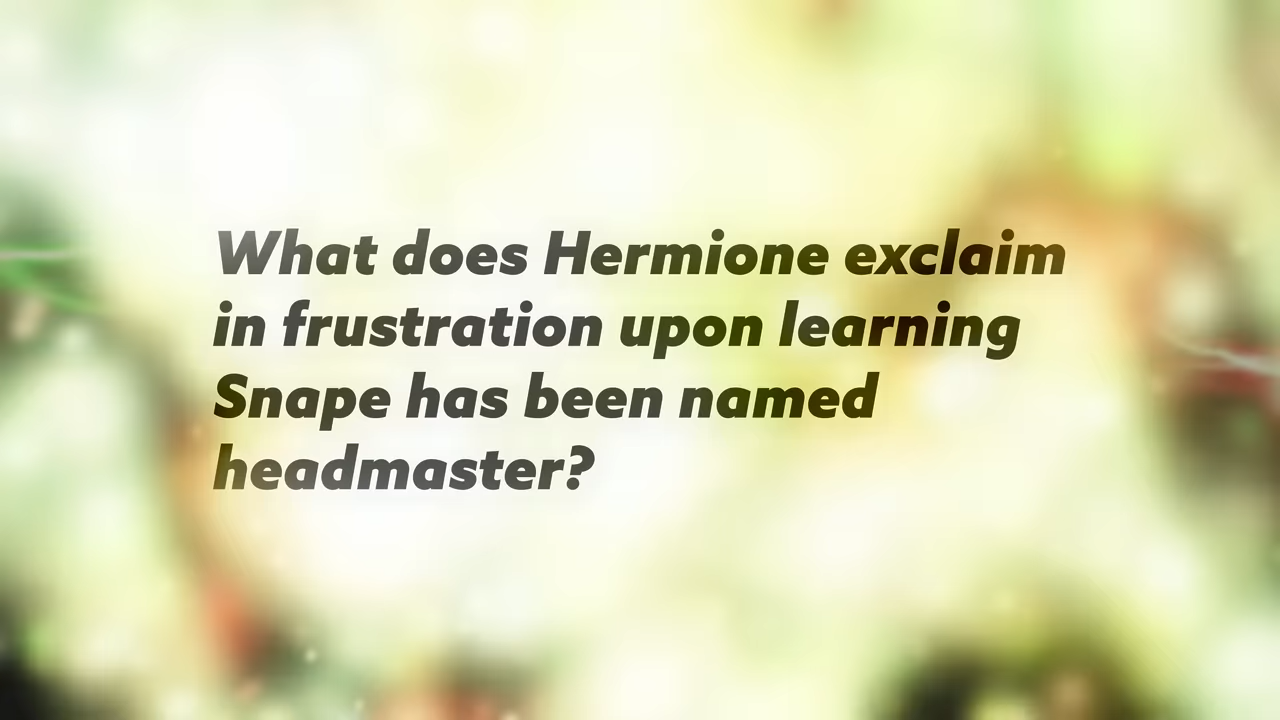 What does Hermione exclaim
in frustration upon learning
Snape has been named
headmaster?